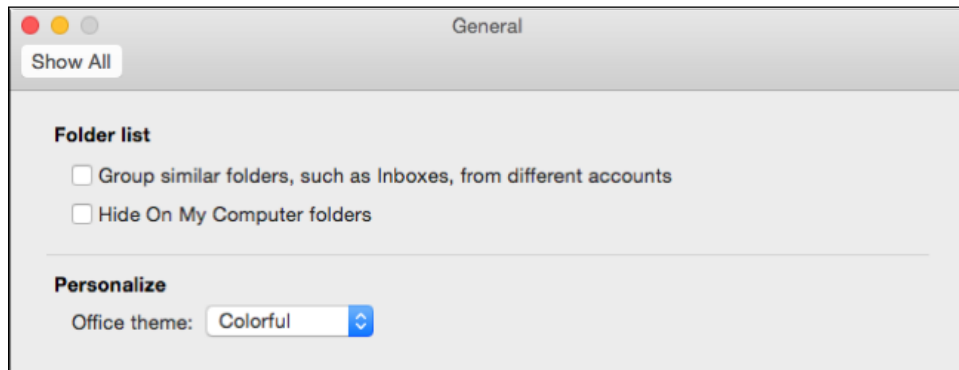 General
Show All
Folder list
Group similar folders, such as Inboxes, from different accounts
Hide On My Computer folders
Personalize
Office theme: Colorful